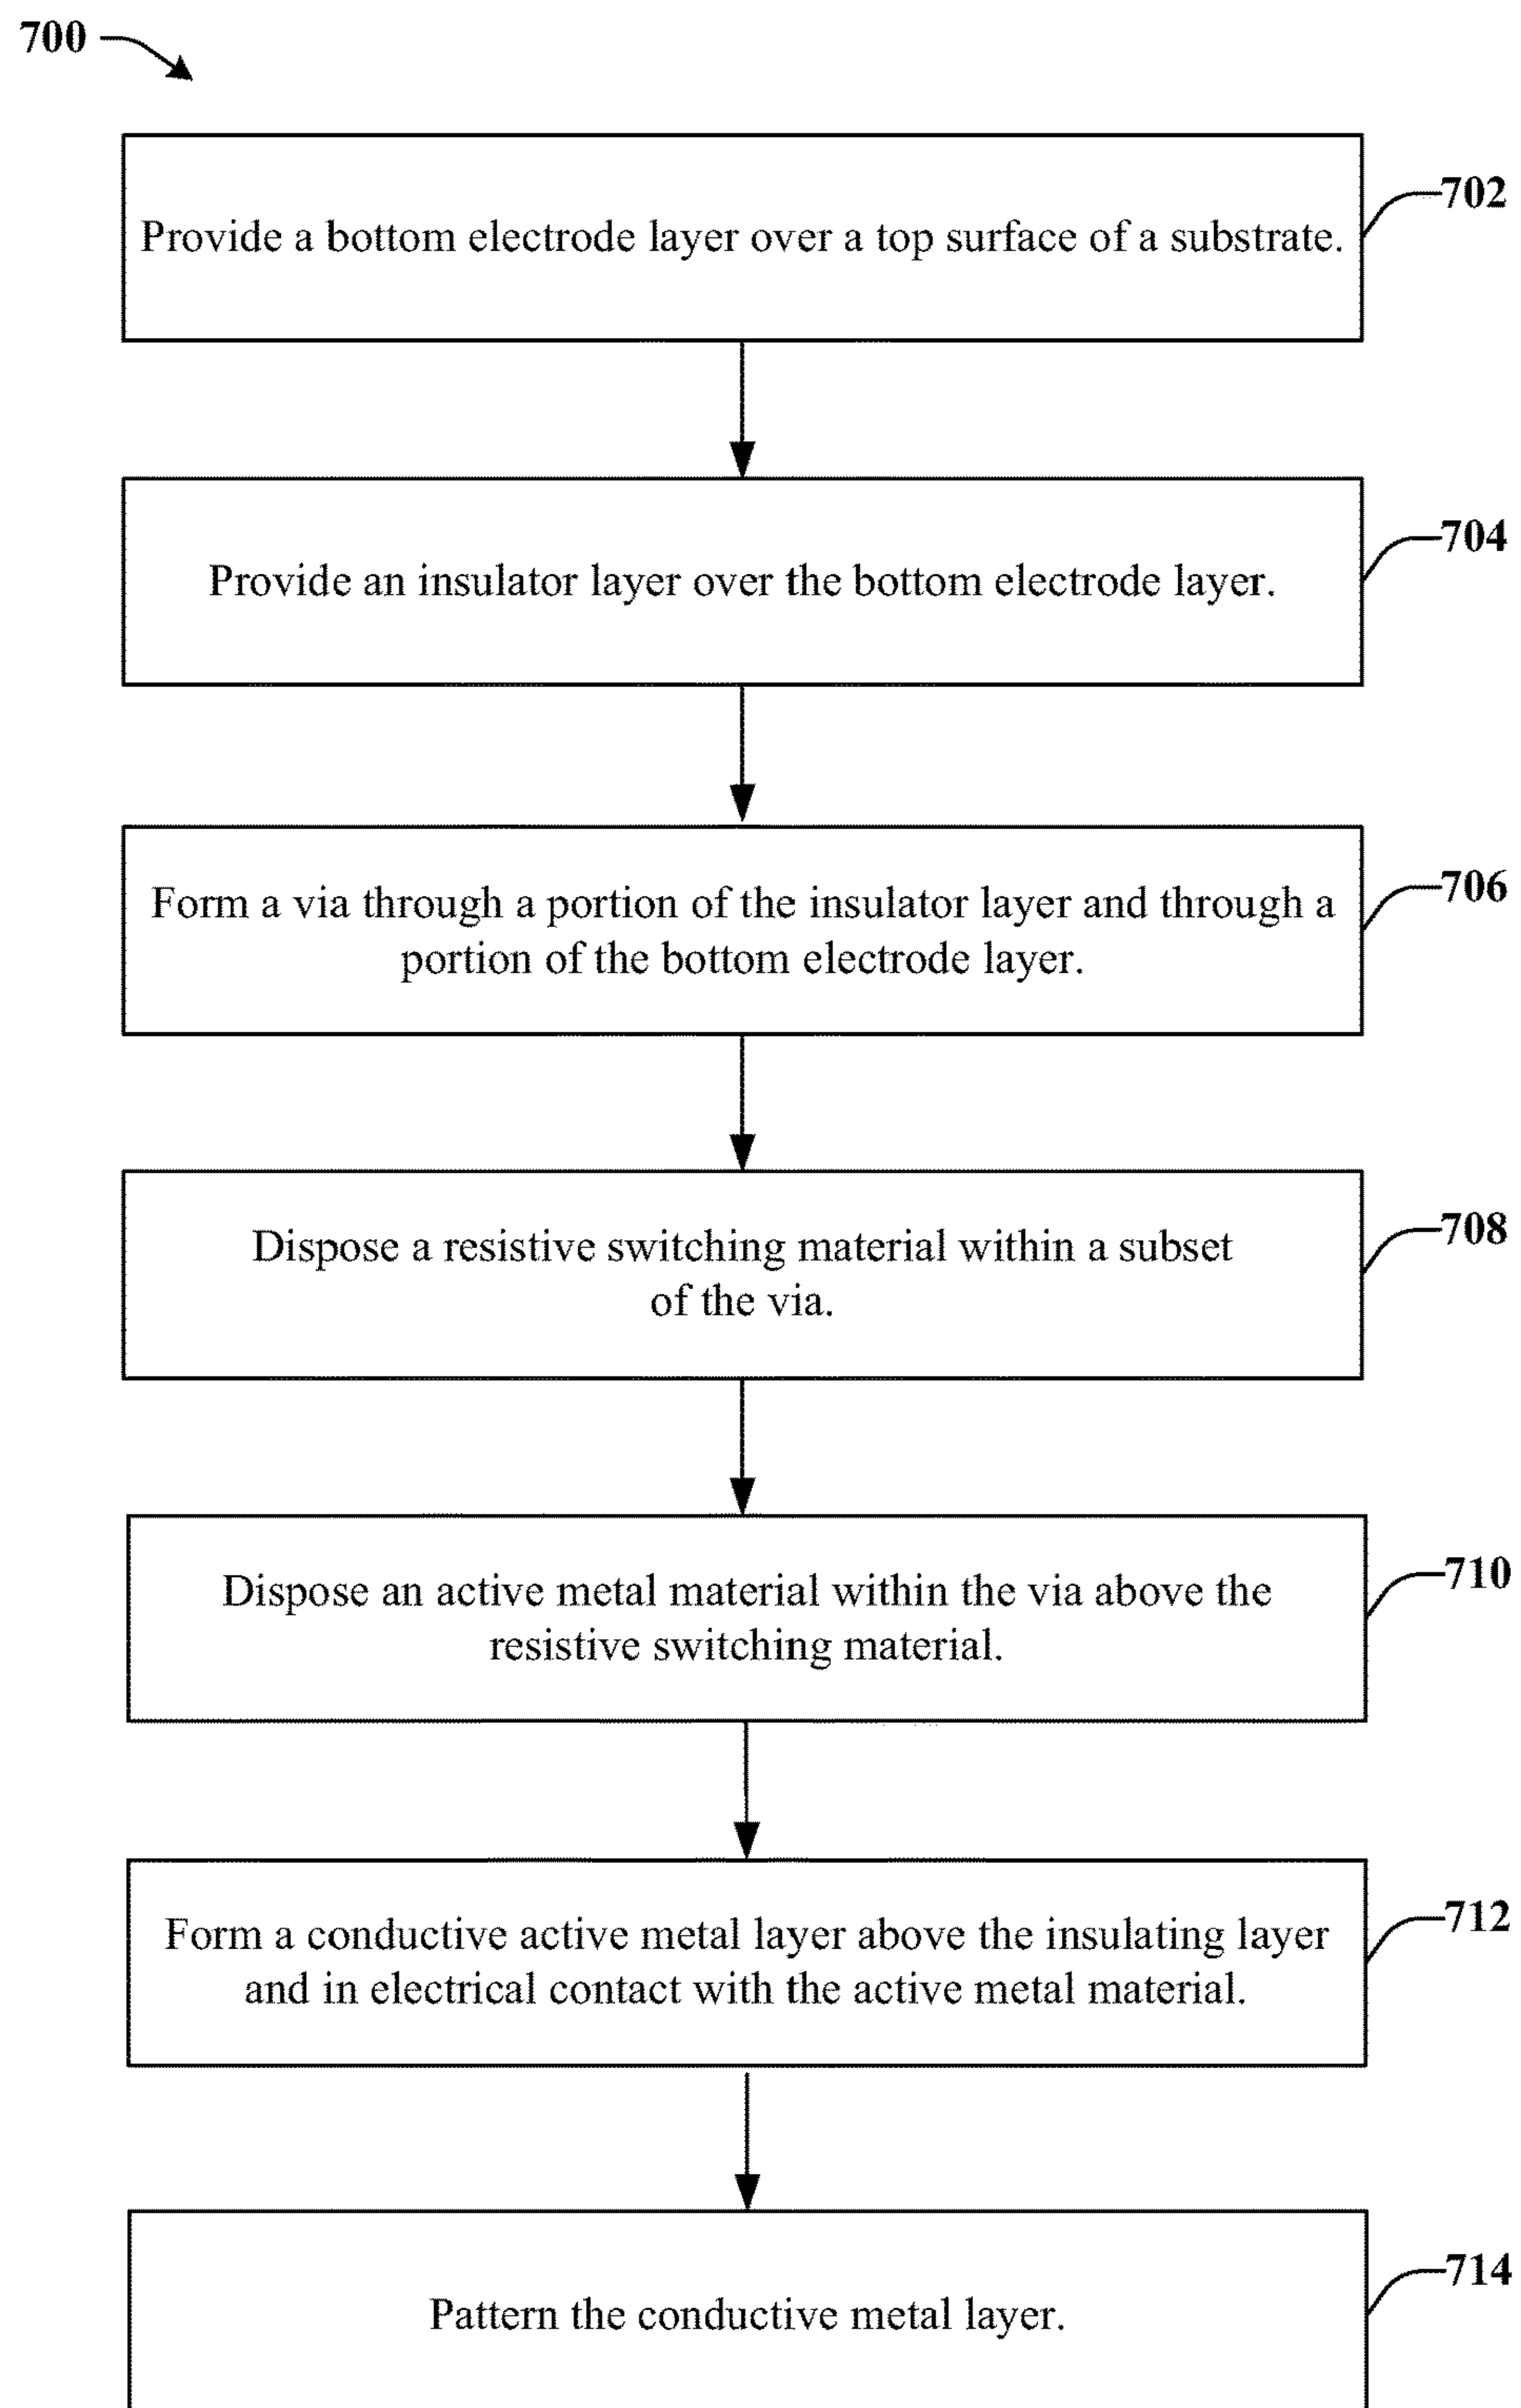 700
702
Provide a bottom electrode layer over a top surface of a substrate.
704
Provide an insulator layer over the bottom electrode layer.
706
Form a via through a portion of the insulator layer and through a
portion of the bottom electrode layer.
708
Dispose a resistive switching material within a subset
of the via.
710
Dispose an active metal material within the via above the
resistive switching material.
712
Form a conductive active metal layer above the insulating layer
and in electrical contact with the active metal material.
714
Pattern the conductive metal layer.